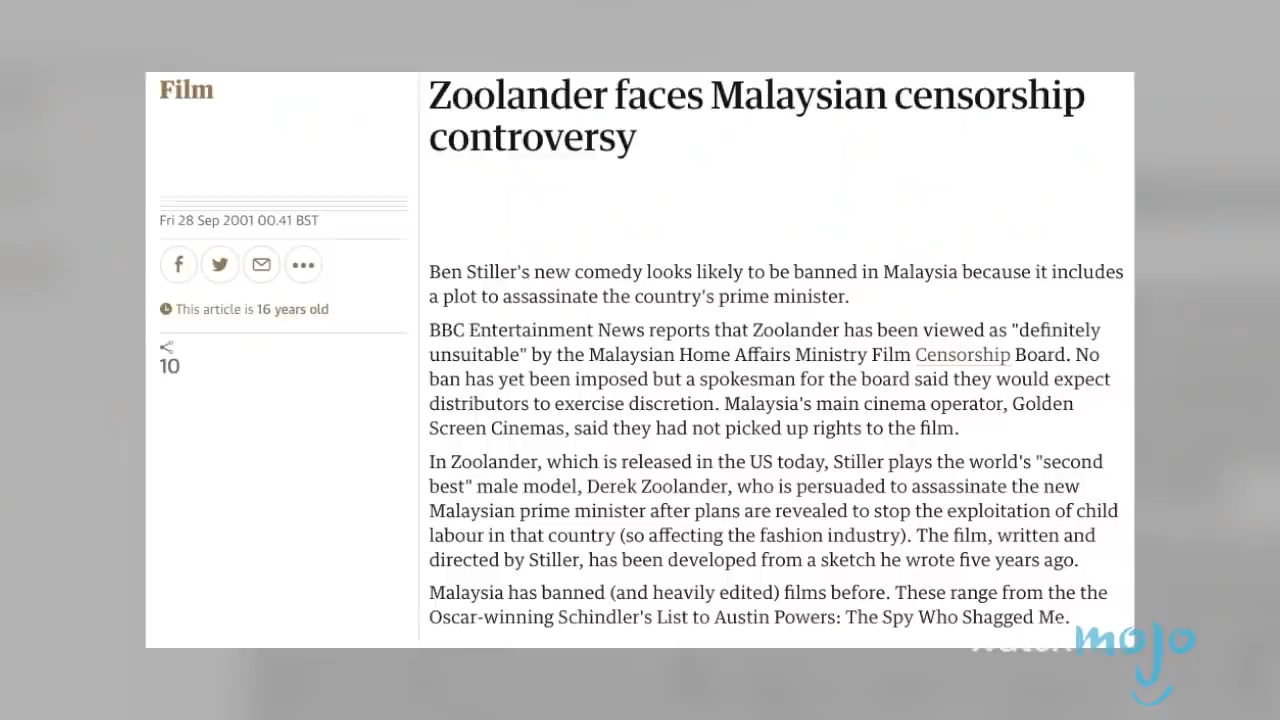 Film
Zoolander faces Malaysian censorship
controversy
Fri 28 Sep 2001 00.41 BST
This article is 16 years old
10
Ben Stiller's new comedy looks likely to be banned in Malaysia because it includes
a plot to assassinate the country's prime minister.
BBC Entertainment News reports that Zoolander has been viewed as "definitely
unsuitable" by the Malaysian Home Affairs Ministry Film Censorship Board. No
ban has yet been imposed but a spokesman for the board said they would expect
distributors to exercise discretion. Malaysia's main cinema operator, Golden
Screen Cinemas, said they had not picked up rights to the film.
In Zoolander, which is released in the US today, Stiller plays the world's "second
best" male model, Derek Zoolander, who is persuaded to assassinate the new
Malaysian prime minister after plans are revealed to stop the exploitation of child
labour in that country (so affecting the fashion industry). The film, written and
directed by Stiller, has been developed from a sketch he wrote five years ago.
Malaysia has banned (and heavily edited) films before. These range from the the
Oscar-winning Schindler's List to Austin Powers: The Spy Who Shagged Me.
watch mojo